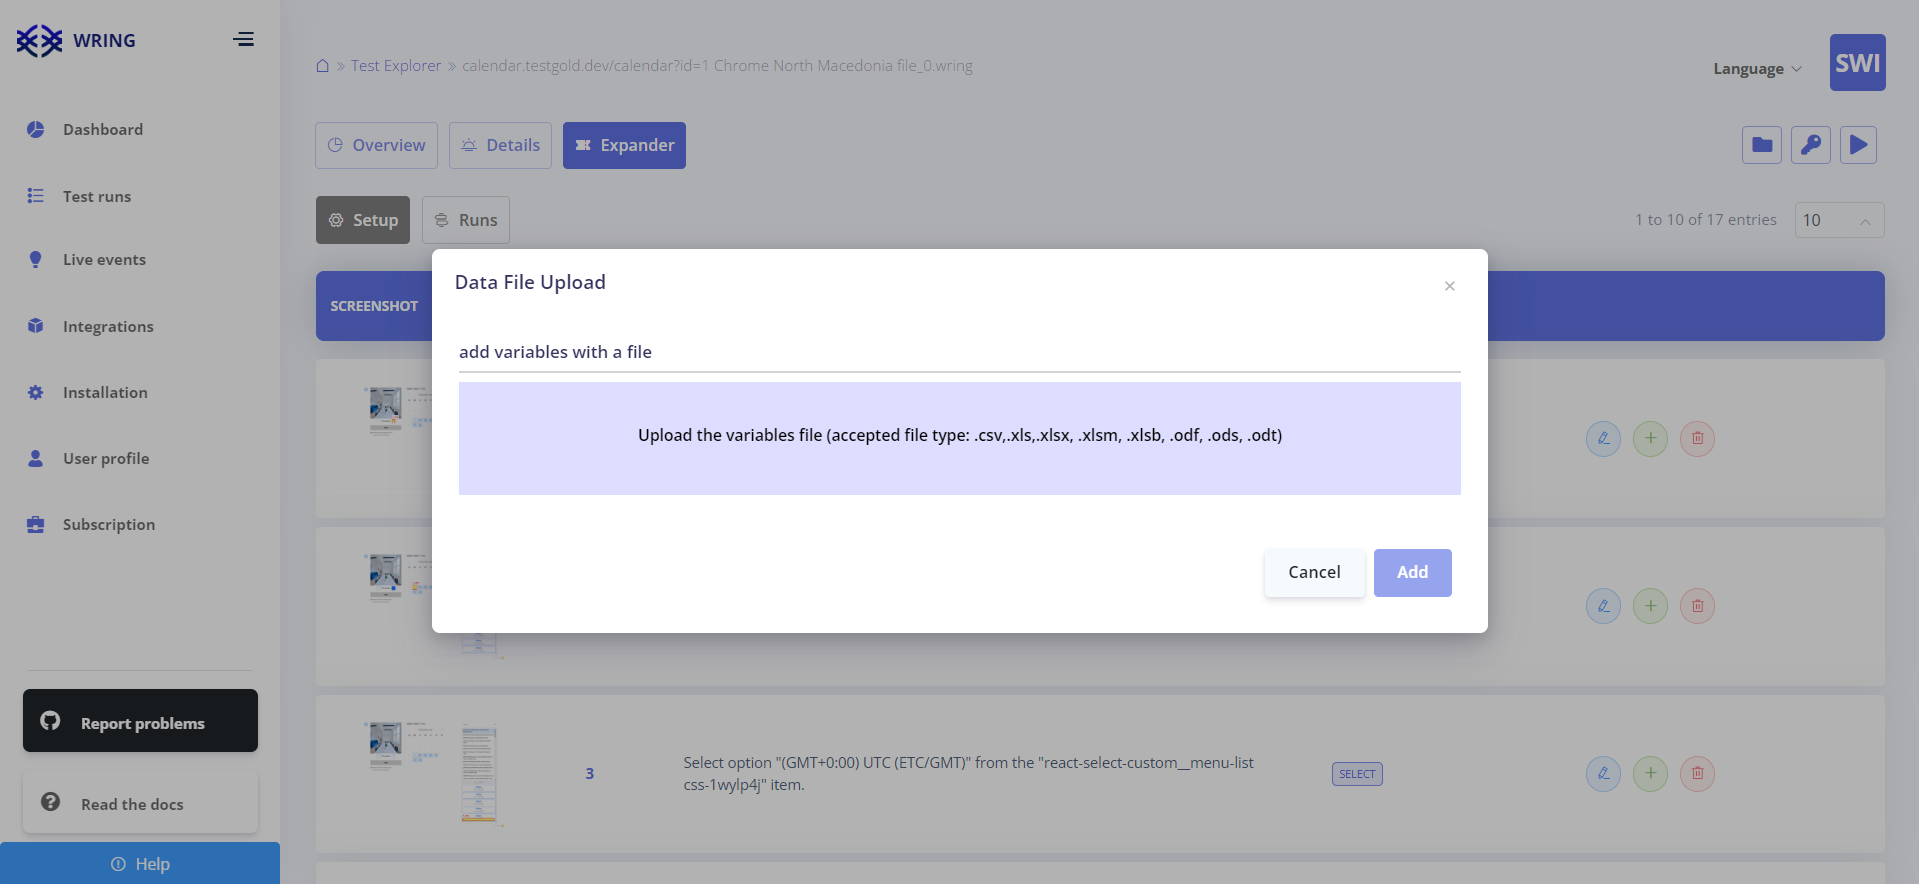 WRING
Test Explorer
calendar.testgold.dev/calendar?id=1 Chrome North Macedonia file_0.wring
Language
SWI
Dashboard
Test runs
Live events
Integrations
Installation
User profile
Subscription
Report problems
Read the docs
Help
Overview
Details
Expander
Setup
Runs
1 to 10 of 17 entries
10
SCREENSHOT
Data File Upload
×
add variables with a file
Upload the variables file (accepted file type: .csv,.xls,.xlsx, .xlsm, .xlsb, .odf, .ods, .odt)
Cancel
Add
3
Select option "(GMT+0:00) UTC (ETC/GMT)" from the "react-select-custom__menu-list
css-1wylp4j" item.
SELECT